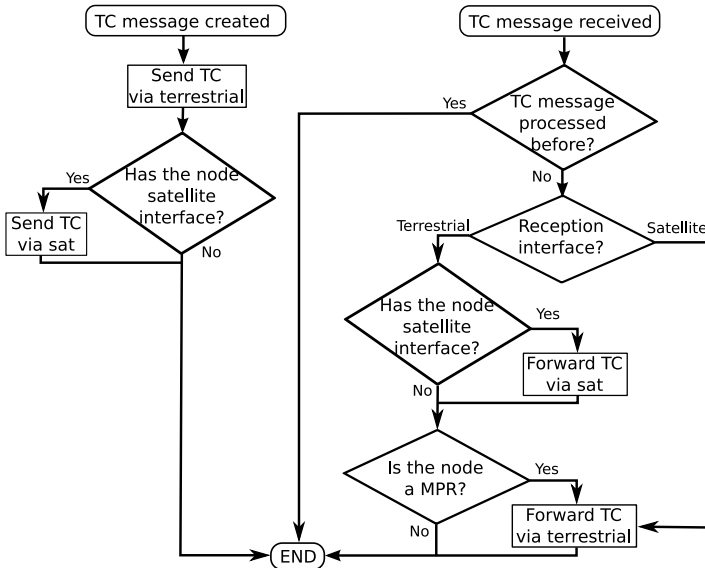 TC message created
Send TC
via terrestrial
Has the node
satellite
interface?
Yes
Send TC
via sat
No
TC message received
TC message
processed
before?
Yes
No
Reception
interface?
Terrestrial
Satellite
Has the node
satellite
interface?
Yes
Forward TC
via sat
No
Is the node
a MPR?
Yes
Forward TC
via terrestrial
No
END